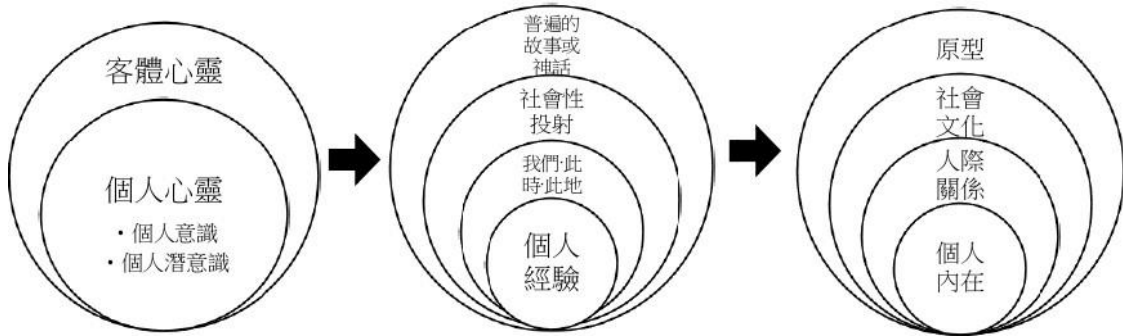 客體心靈
個人心靈
・個人意識
・個人潛意識
普遍的
故事或
神話
社會性
投射
我們·此
時·此地
個人
經驗
原型
社會
文化
人際
關係
個人
內在